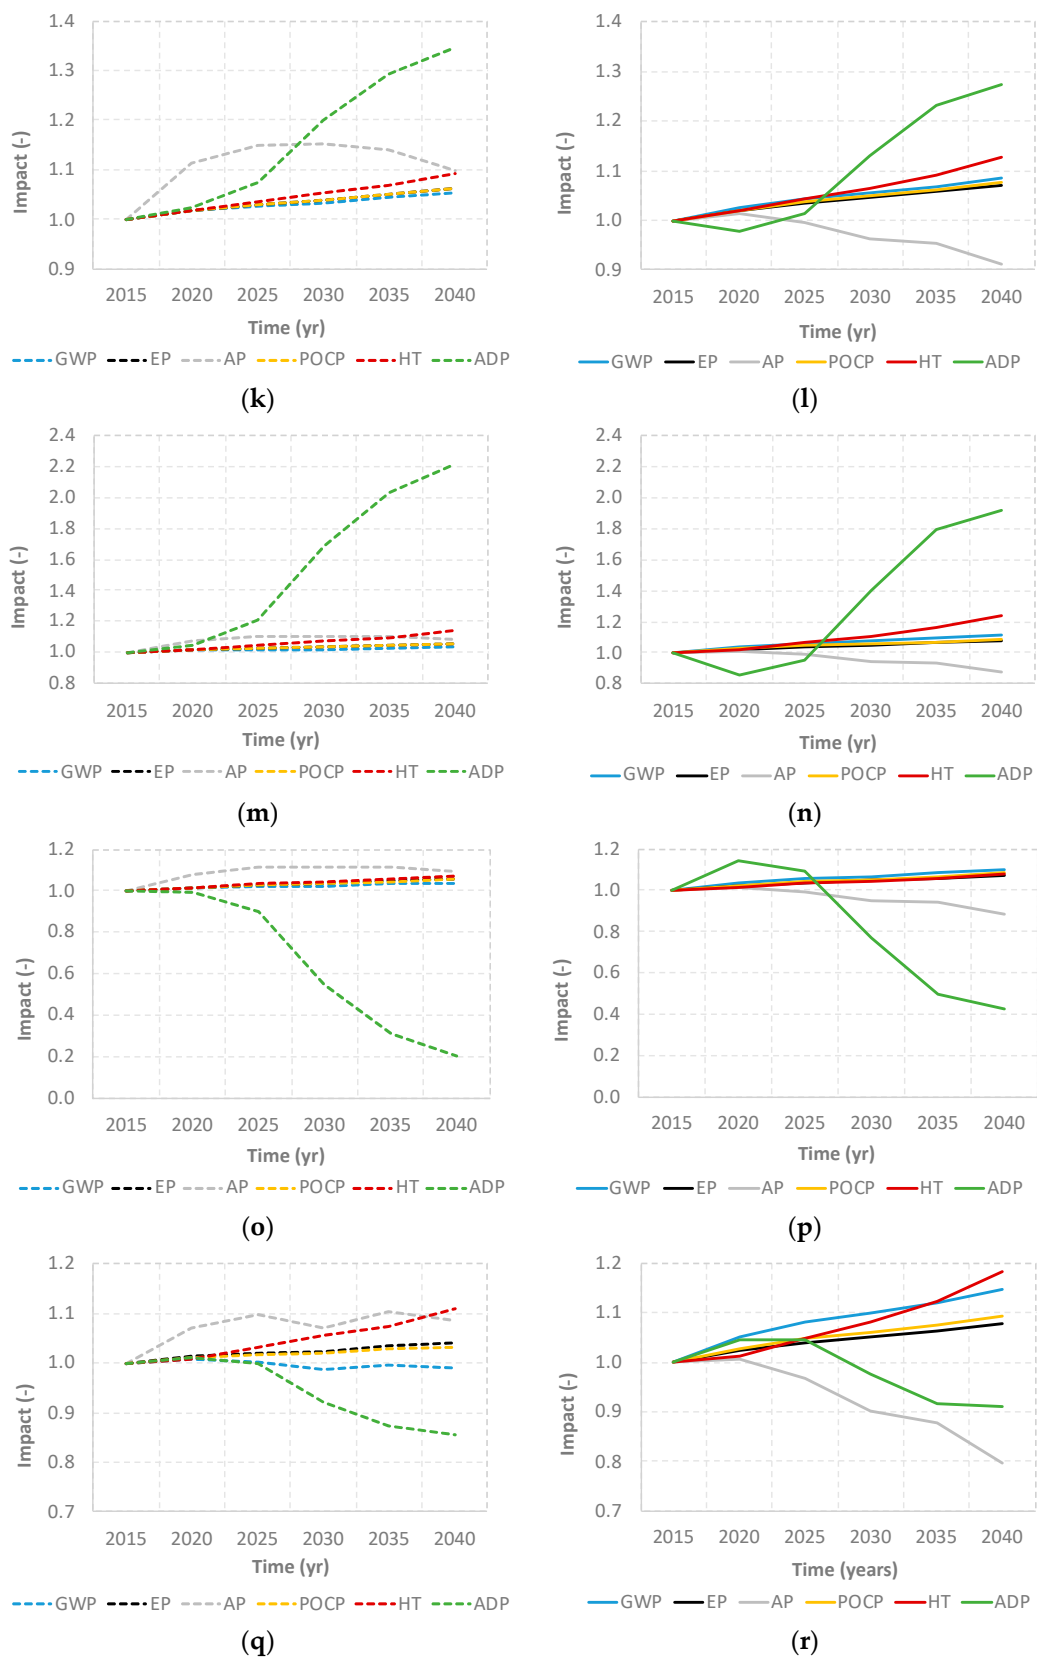 1.4
1.3
1.2
1.1
1.0
0.9
Impact (-)
2015 2020 2025 2030 2035 2040
Time (yr)
GWP EP AP POCP HT ADP
(k)
1.4
1.3
1.2
1.1
1.0
0.9
Impact (-)
2015 2020 2025 2030 2035 2040
Time (yr)
GWP EP AP POCP HT ADP
(l)
2.4
2.2
2.0
1.8
1.6
1.4
1.2
1.0
0.8
Impact (-)
2015 2020 2025 2030 2035 2040
Time (yr)
GWP EP AP POCP HT ADP
(m)
2.4
2.2
2.0
1.8
1.6
1.4
1.2
1.0
0.8
Impact (-)
2015 2020 2025 2030 2035 2040
Time (yr)
GWP EP AP POCP HT ADP
(n)
1.2
1.0
0.8
0.6
0.4
0.2
0.0
Impact (-)
2015 2020 2025 2030 2035 2040
Time (yr)
GWP EP AP POCP HT ADP
(o)
1.2
1.0
0.8
0.6
0.4
0.2
0.0
Impact (-)
2015 2020 2025 2030 2035 2040
Time (yr)
GWP EP AP POCP HT ADP
(p)
1.2
1.1
1.0
0.9
0.8
0.7
Impact (-)
2015 2020 2025 2030 2035 2040
Time (yr)
GWP EP AP POCP HT ADP
(q)
1.2
1.1
1.0
0.9
0.8
0.7
Impact (-)
2015 2020 2025 2030 2035 2040
Time (years)
GWP EP AP POCP HT ADP
(r)